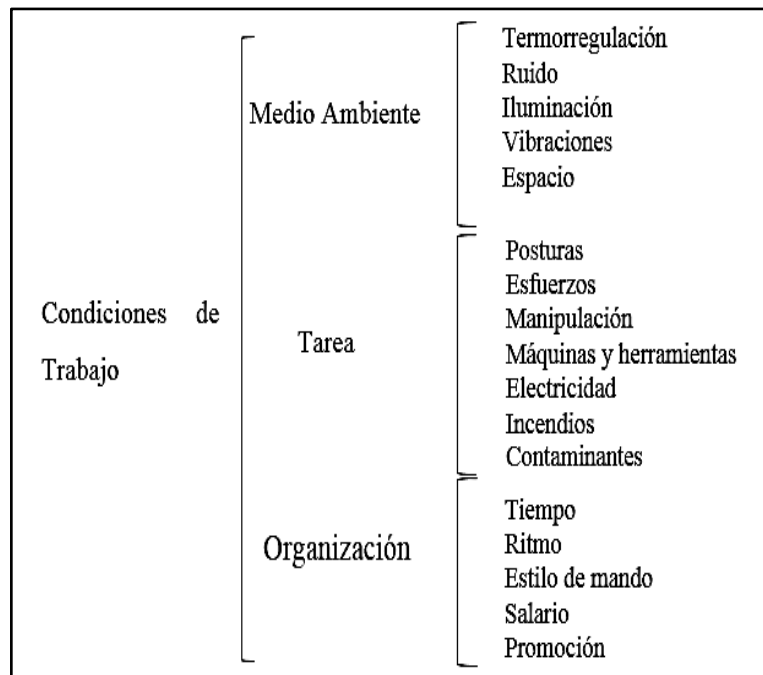 Condiciones de
Trabajo
Medio Ambiente
Termorregulación
Ruido
Iluminación
Vibraciones
Espacio
Tarea
Posturas
Esfuerzos
Manipulación
Máquinas y herramientas
Electricidad
Incendios
Contaminantes
Organización
Tiempo
Ritmo
Estilo de mando
Salario
Promoción